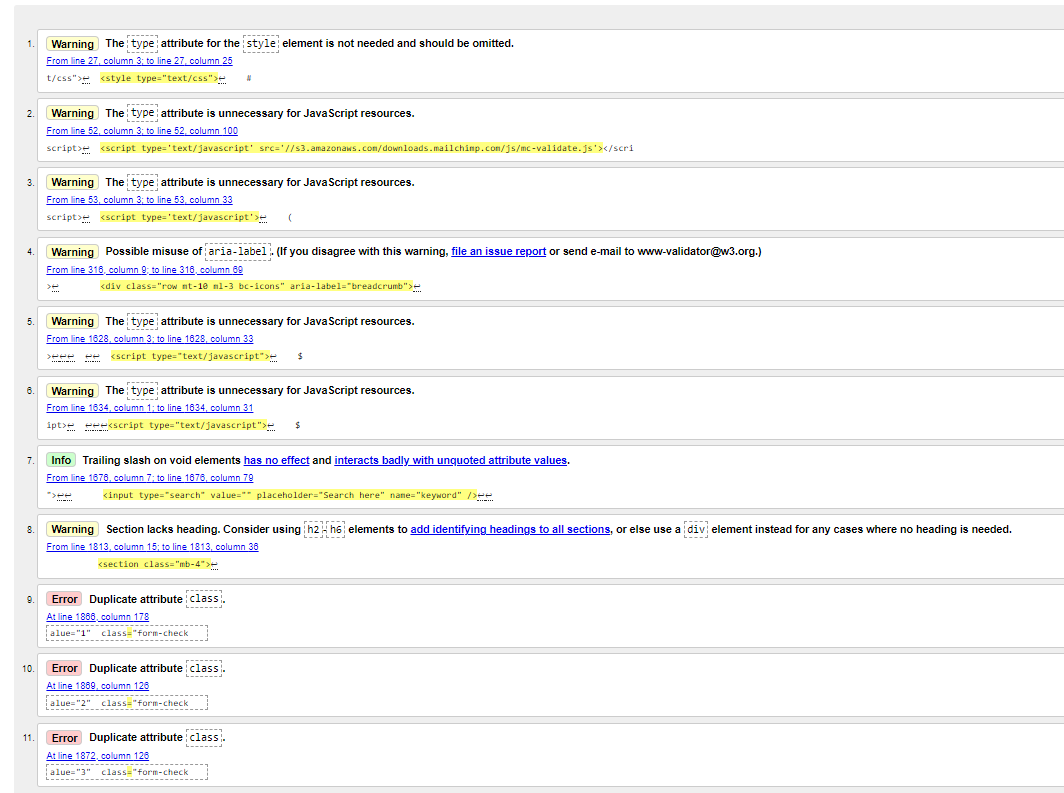 1. Warning The type attribute for the style element is not needed and should be omitted.
From line 27, column 3; to line 27, column 25
t/css">↩ <style type="text/css">↩ #
2. Warning The type attribute is unnecessary for JavaScript resources.
From line 52, column 3; to line 52, column 100
script>↩ <script type='text/javascript' src='//s3.amazonaws.com/downloads.mailchimp.com/js/mc-validate.js'></scri
3. Warning The type attribute is unnecessary for JavaScript resources.
From line 53, column 3; to line 53, column 33
script>↩ <script type='text/javascript'>↩ (
4. Warning Possible misuse of aria-label. (If you disagree with this warning, file an issue report or send e-mail to www-validator@w3.org.)
From line 316, column 9; to line 316, column 69
>↩ <div class="row mt-10 ml-3 bc-icons" aria-label="breadcrumb">↩
5. Warning The type attribute is unnecessary for JavaScript resources.
From line 1628, column 3; to line 1628, column 33
>↩↩↩ ↩↩ <script type="text/javascript">↩ $
6. Warning The type attribute is unnecessary for JavaScript resources.
From line 1634, column 1; to line 1634, column 31
ipt>↩ ↩↩↩<script type="text/javascript">↩ $
7. Info Trailing slash on void elements has no effect and interacts badly with unquoted attribute values.
From line 1676, column 7; to line 1676, column 79
">↩↩ <input type="search" value="" placeholder="Search here" name="keyword" />↩↩
8. Warning Section lacks heading. Consider using h2-h6 elements to add identifying headings to all sections, or else use a div element instead for any cases where no heading is needed.
From line 1813, column 15; to line 1813, column 36
<section class="mb-4">↩
9. Error Duplicate attribute class.
At line 1866, column 178
alue="1" class="form-check
10. Error Duplicate attribute class.
At line 1869, column 126
alue="2" class="form-check
11. Error Duplicate attribute class.
At line 1872, column 126
alue="3" class="form-check